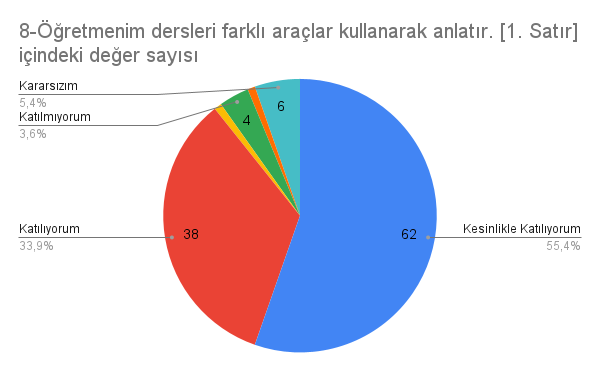 8-Öğretmenim dersleri farklı araçlar kullanarak anlatır. [1. Satır]
içindeki değer sayısı
Kararsızım
5,4%
Katılmıyorum
3,6%
Katılıyorum
33,9%
Kesinlikle Katılıyorum
55,4%
6
4
38
62